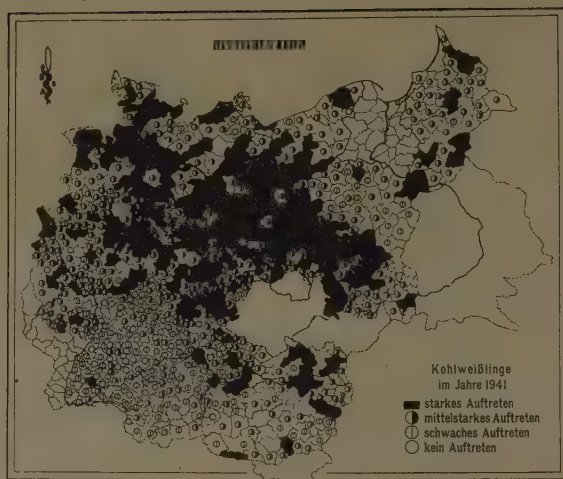 Kohlweißlinge
im Jahre 1941
starkes Auftreten
mittelstarkes Auftreten
schwaches Auftreten
kein Auftreten